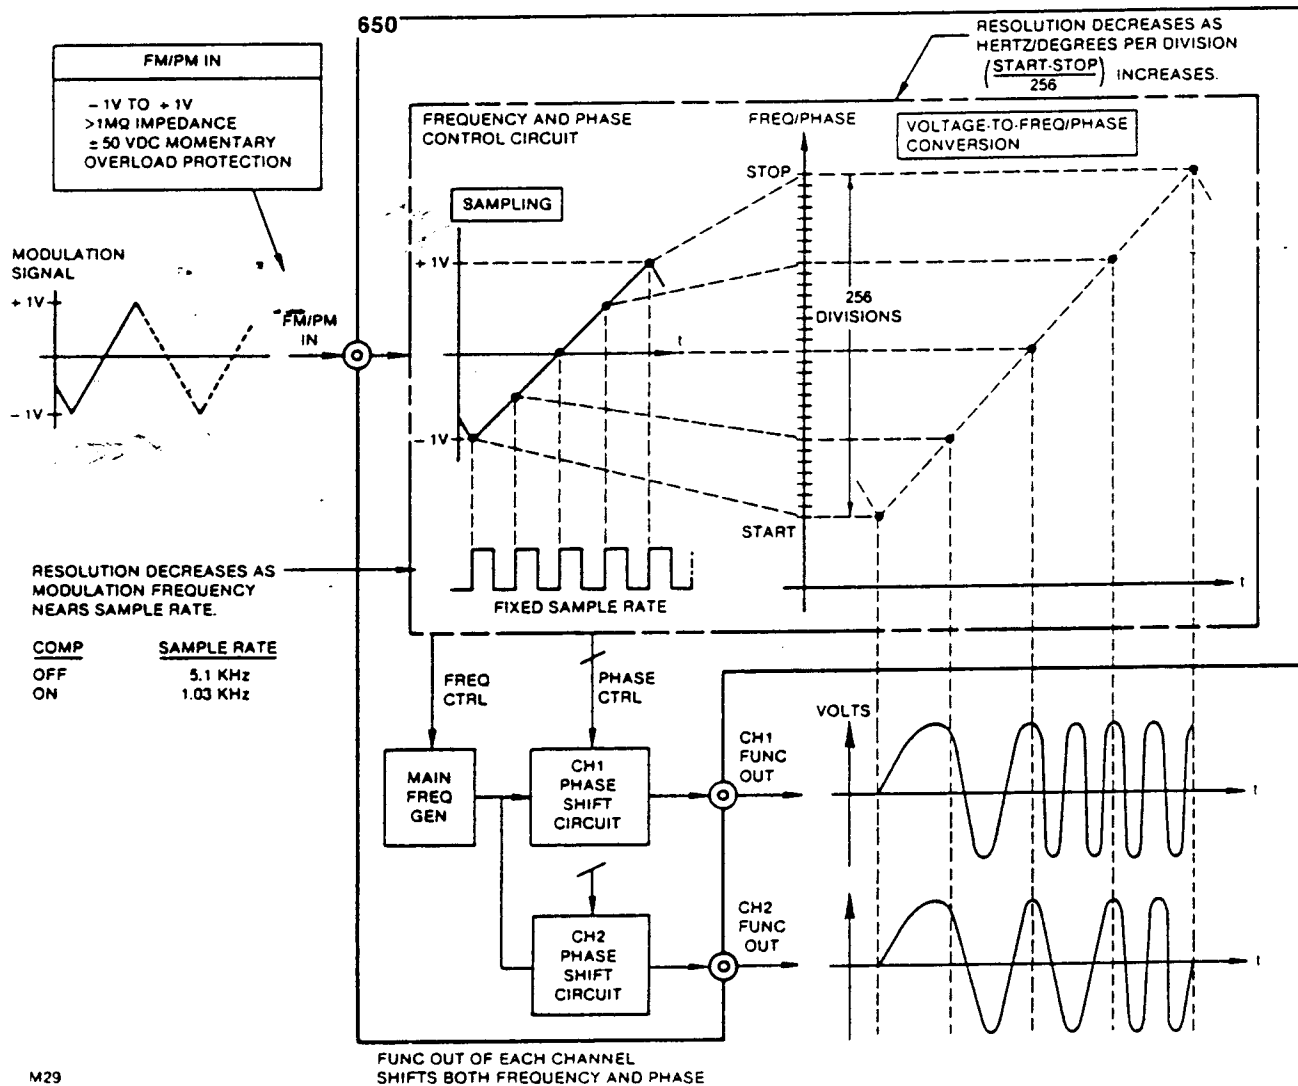 650
RESOLUTION DECREASES AS
HERTZ/DEGREES PER DIVISION
(START-STOP / 256) INCREASES.
FM/PM IN
– 1V TO + 1V
>1MΩ IMPEDANCE
± 50 VDC MOMENTARY
OVERLOAD PROTECTION
FREQUENCY AND PHASE
CONTROL CIRCUIT
FREQ/PHASE
VOLTAGE-TO-FREQ/PHASE
CONVERSION
STOP
SAMPLING
MODULATION
SIGNAL
+ 1V
– 1V
FM/PM
IN
+ 1V
t
– 1V
256
DIVISIONS
START
t
FIXED SAMPLE RATE
RESOLUTION DECREASES AS
MODULATION FREQUENCY
NEARS SAMPLE RATE.
COMP SAMPLE RATE
OFF 5.1 KHz
ON 1.03 KHz
FREQ
CTRL
PHASE
CTRL
MAIN
FREQ
GEN
CH1
PHASE
SHIFT
CIRCUIT
CH1
FUNC
OUT
VOLTS
t
CH2
PHASE
SHIFT
CIRCUIT
CH2
FUNC
OUT
t
FUNC OUT OF EACH CHANNEL
SHIFTS BOTH FREQUENCY AND PHASE
M29